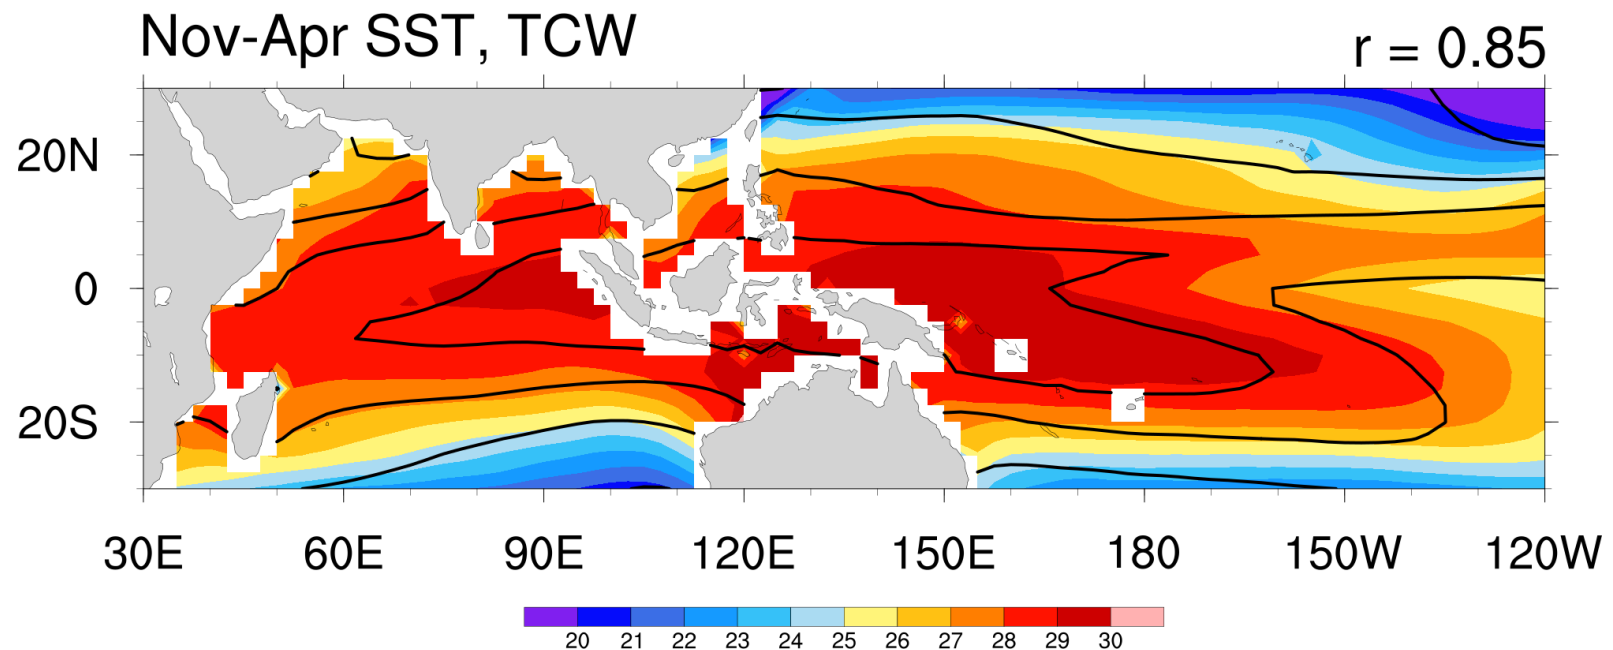 Nov-Apr SST, TCW
r = 0.85
20N
0
20S
30E 60E 90E 120E 150E 180 150W 120W
20 21 22 23 24 25 26 27 28 29 30